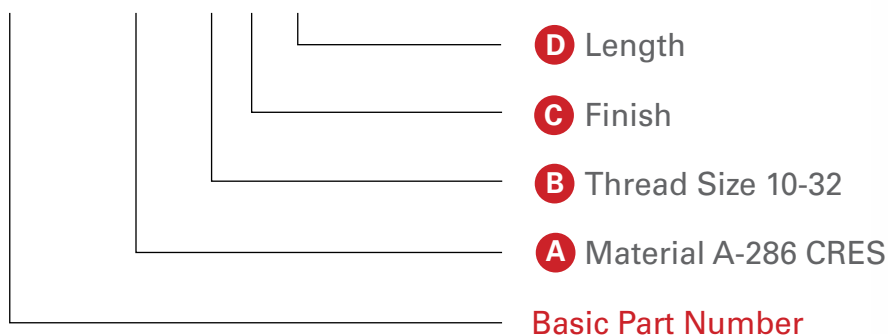 D Length
C Finish
B Thread Size 10-32
A Material A-286 CRES
Basic Part Number